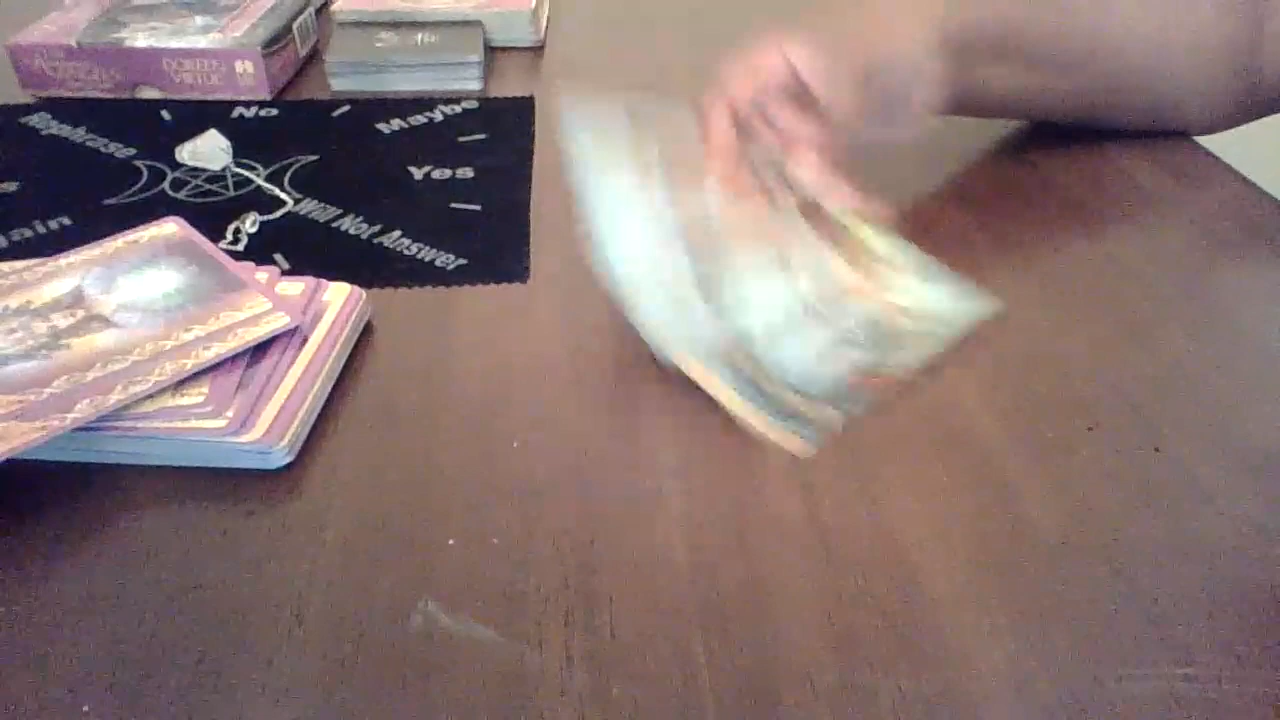 DOREEN
VIRTUE
No
Maybe
Rephrase
Yes
Will Not Answer